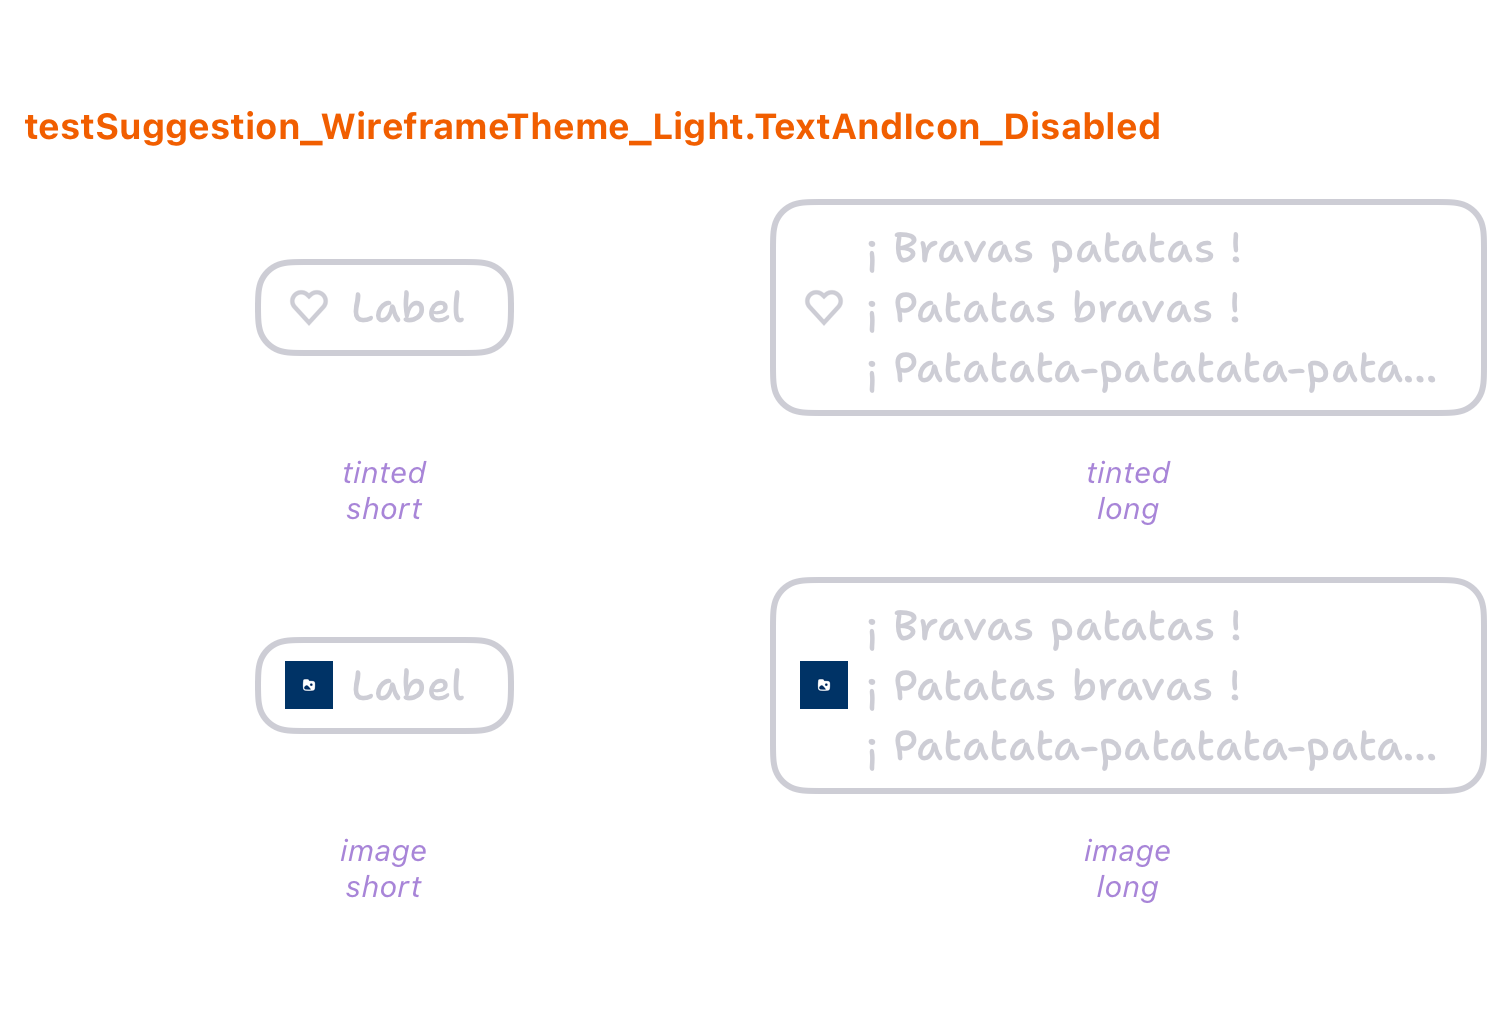 testSuggestion_WireframeTheme_Light.TextAndIcon_Disabled
Label
¡ Bravas patatas !
¡ Patatas bravas !
¡ Patatata-patatata-pata...
tinted
short
tinted
long
Label
¡ Bravas patatas !
¡ Patatas bravas !
¡ Patatata-patatata-pata...
image
short
image
long